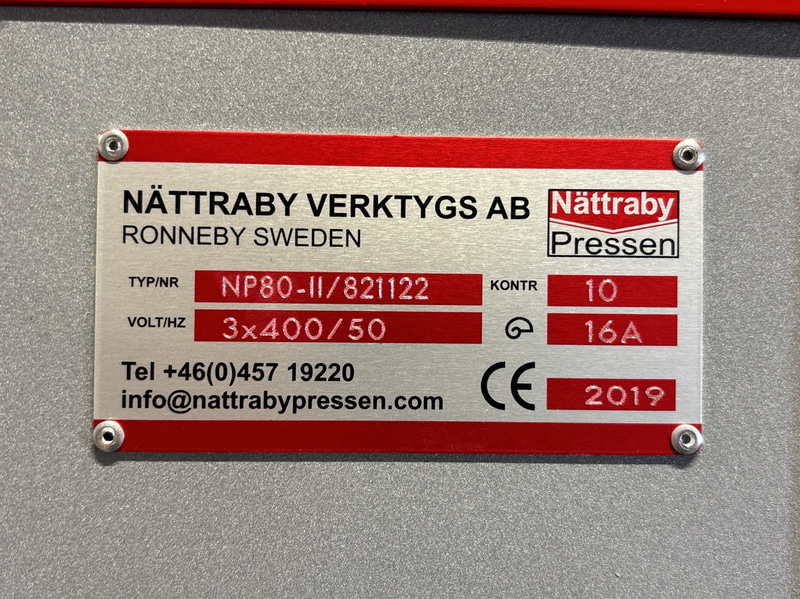 NÄTTRABY VERKTYGS AB
RONNEBY SWEDEN
Nättraby
Pressen
TYP/NR NP80-II/821122 KONTR 10
VOLT/HZ 3x400/50 16A
Tel +46(0)457 19220
info@nattrabypressen.com
CE 2019